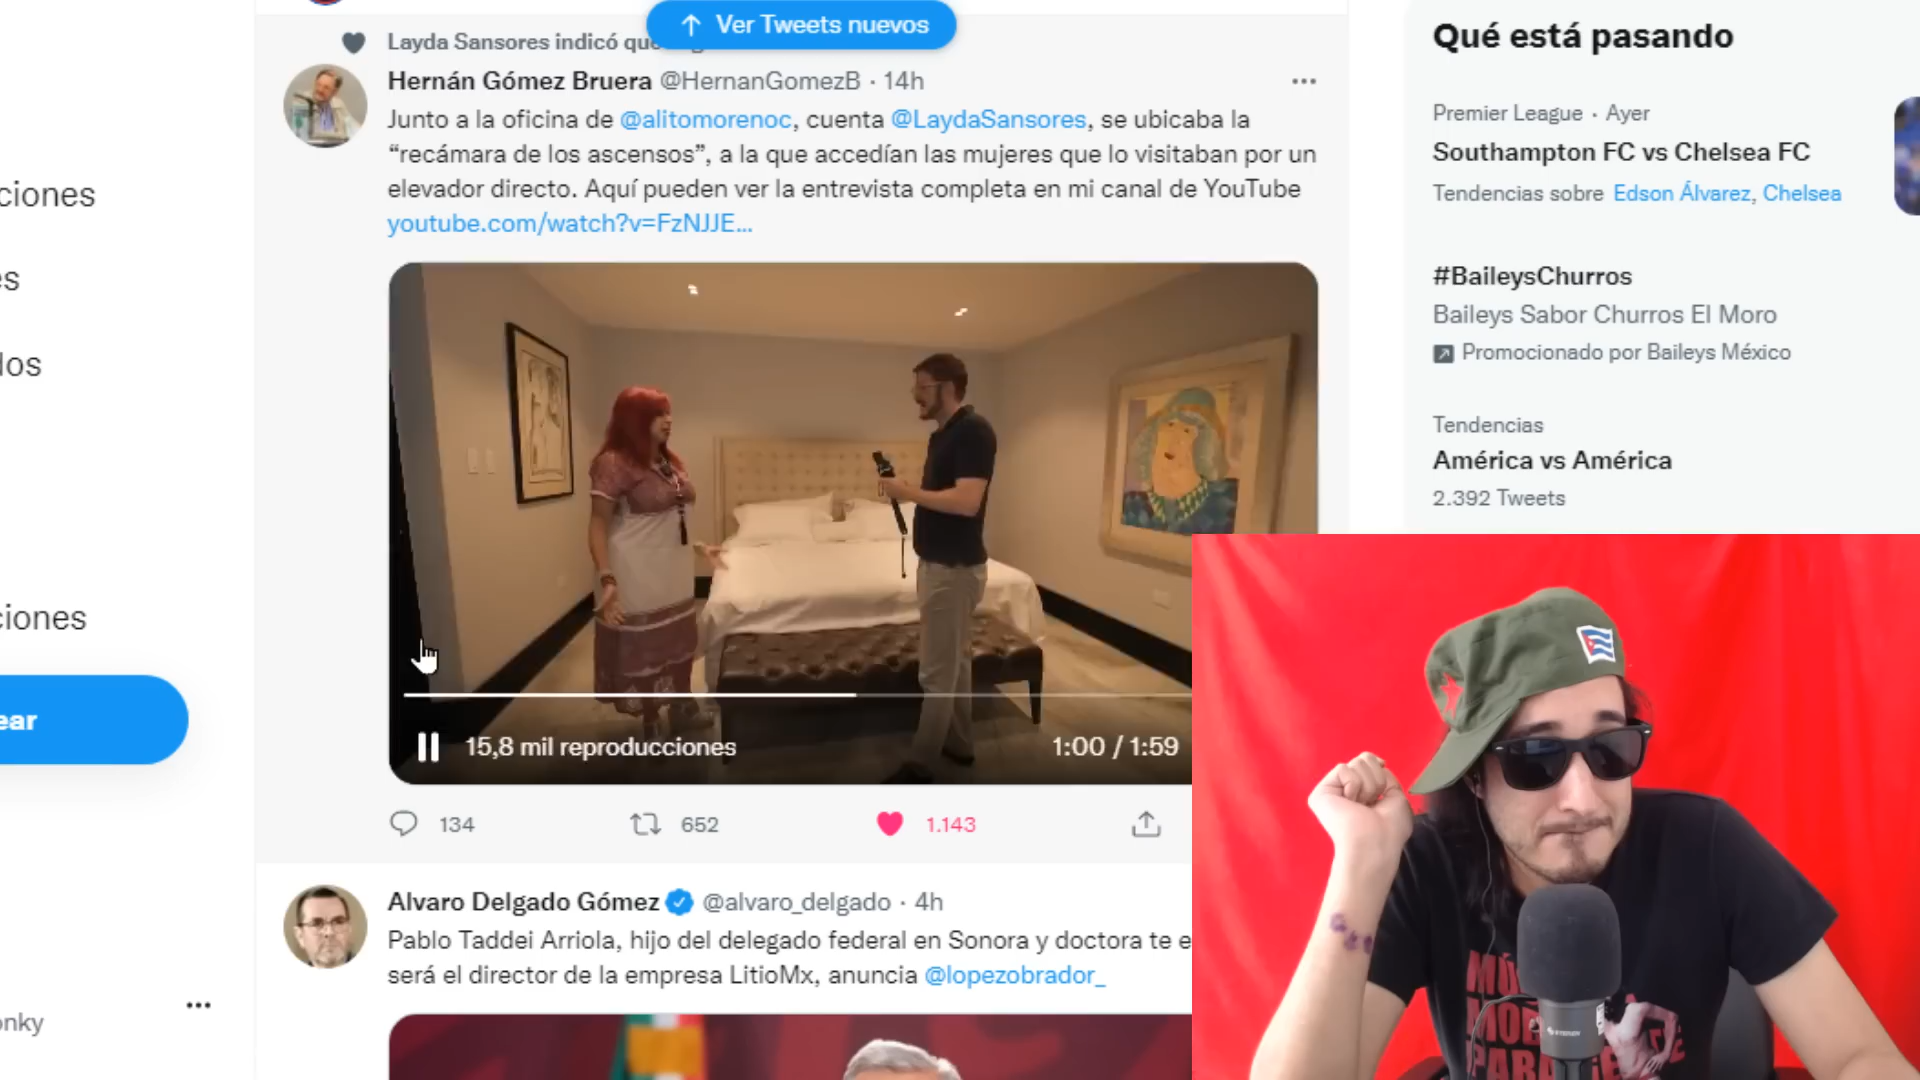 Ver Tweets nuevos
Layda Sansores indicó que
Hernán Gómez Bruera @HernanGomezB · 14h
Junto a la oficina de @alitomorenoc, cuenta @LaydaSansores, se ubicaba la
“recámara de los ascensos”, a la que accedían las mujeres que lo visitaban por un
elevador directo. Aquí pueden ver la entrevista completa en mi canal de YouTube
youtube.com/watch?v=FzNJJE...
15,8 mil reproducciones
1:00 / 1:59
134
652
1.143
Alvaro Delgado Gómez @alvaro_delgado · 4h
Pablo Taddei Arriola, hijo del delegado federal en Sonora y doctora te e
será el director de la empresa LitioMx, anuncia @lopezobrador_
ciones
es
dos
ciones
ear
onky
Qué está pasando
Premier League · Ayer
Southampton FC vs Chelsea FC
Tendencias sobre Edson Álvarez, Chelsea
#BaileysChurros
Baileys Sabor Churros El Moro
Promocionado por Baileys México
Tendencias
América vs América
2.392 Tweets